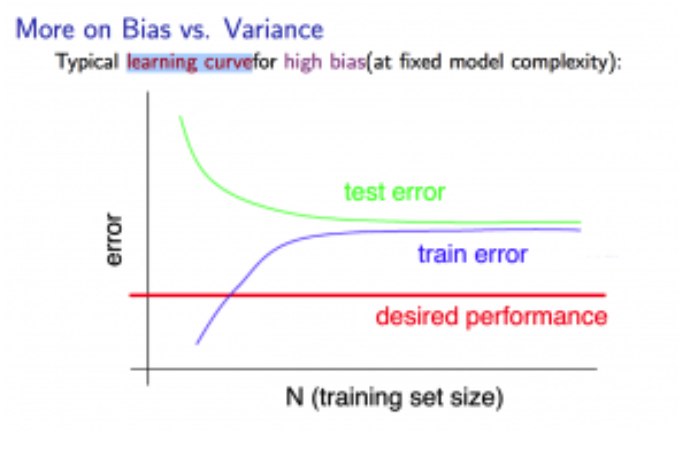 More on Bias vs. Variance
Typical learning curvefor high bias(at fixed model complexity):
test error
error
train error
desired performance
N (training set size)